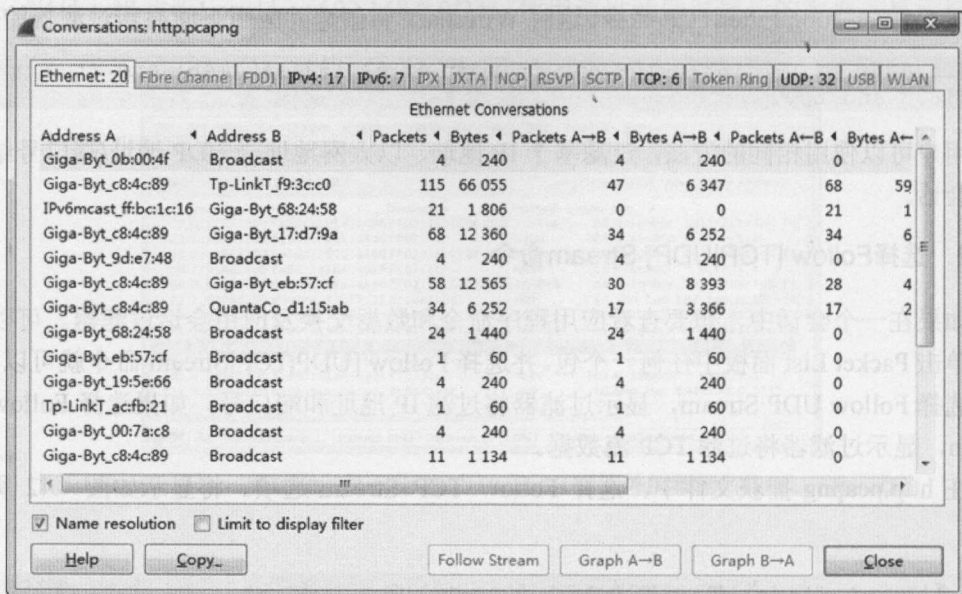 Conversations: http.pcapng
Ethernet: 20 Fibre Channel FDDI IPv4: 17 IPv6: 7 IPX JXTA NCP RSVP SCTP TCP: 6 Token Ring UDP: 32 USB WLAN
Ethernet Conversations
Address A Address B Packets Bytes Packets A→B Bytes A→B Packets A←B Bytes A←
Giga-Byt_0b:00:4f Broadcast 4 240 4 240 0
Giga-Byt_c8:4c:89 Tp-LinkT_f9:3c:c0 115 66 055 47 6 347 68 59
IPv6mcast_ff:bc:1c:16 Giga-Byt_68:24:58 21 1 806 0 0 21 1
Giga-Byt_c8:4c:89 Giga-Byt_17:d7:9a 68 12 360 34 6 252 34 6
Giga-Byt_9d:e7:48 Broadcast 4 240 4 240 0
Giga-Byt_c8:4c:89 Giga-Byt_eb:57:cf 58 12 565 30 8 393 28 4
Giga-Byt_c8:4c:89 QuantaCo_d1:15:ab 34 6 252 17 3 866 17 2
Giga-Byt_68:24:58 Broadcast 24 1 440 24 1 440 0
Giga-Byt_eb:57:cf Broadcast 1 60 1 60 0
Giga-Byt_19:5e:66 Broadcast 4 240 4 240 0
Tp-LinkT_ac:fb:21 Broadcast 1 60 1 60 0
Giga-Byt_00:7a:c8 Broadcast 4 240 4 240 0
Giga-Byt_c8:4c:89 Broadcast 11 1 134 11 1 134 0
Name resolution Limit to display filter
Help Copy Follow Stream Graph A→B Graph B→A Close